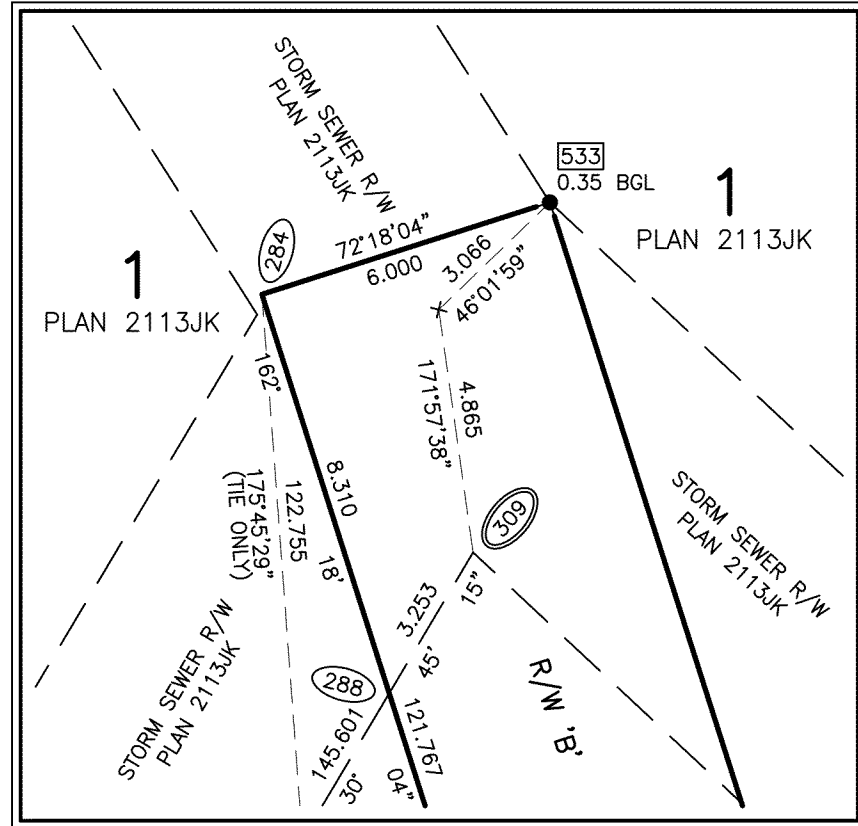 STORM SEWER R/W
PLAN 2113JK
533
0.35 BGL
1
PLAN 2113JK
284
72°18'04"
6.000
3.066
46°01'59"
1
PLAN 2113JK
162°
4.865
171°57'38"
8.310
122.755
175°45'29"
(TIE ONLY)
18'
309
STORM SEWER R/W
PLAN 2113JK
15"
3.253
45'
STORM SEWER R/W
PLAN 2113JK
288
R/W 'B'
145.601
121.767
30°
04"